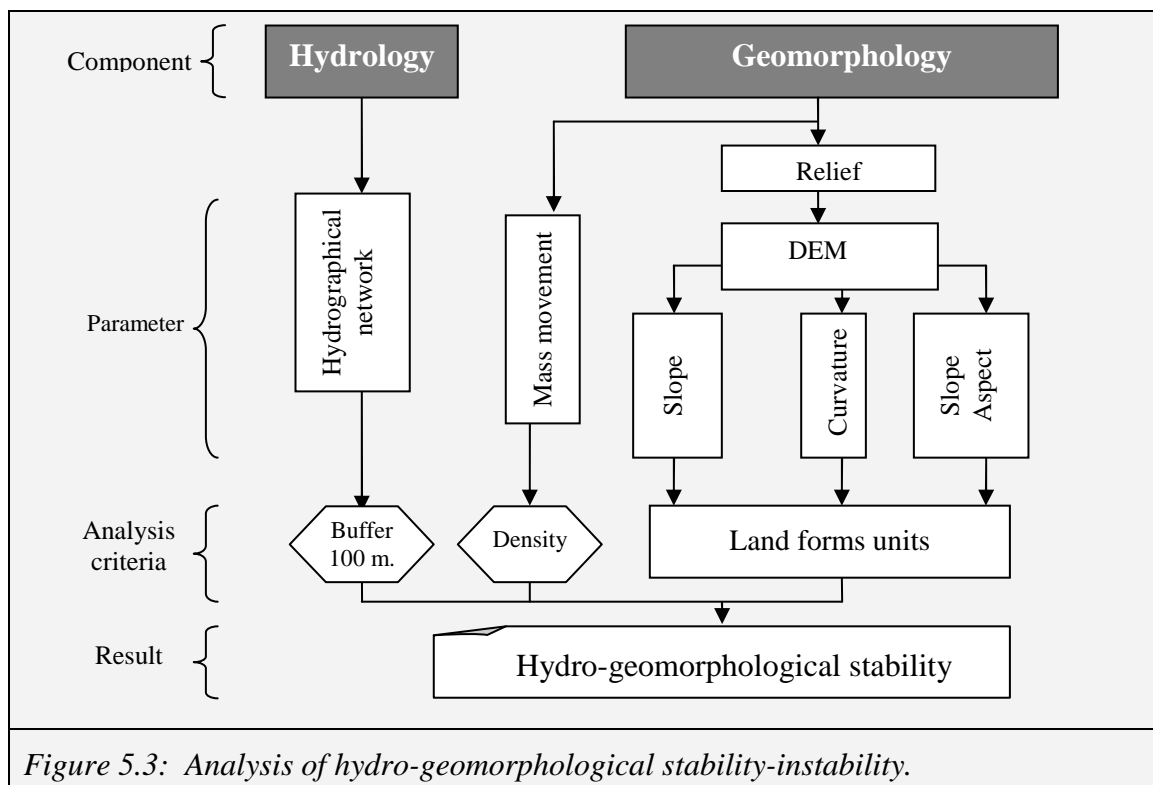 Component
Hydrology
Geomorphology
Relief
DEM
Parameter
Hydrographical
network
Mass movement
Slope
Curvature
Slope
Aspect
Analysis
criteria
Buffer
100 m.
Density
Land forms units
Result
Hydro-geomorphological stability
Figure 5.3: Analysis of hydro-geomorphological stability-instability.